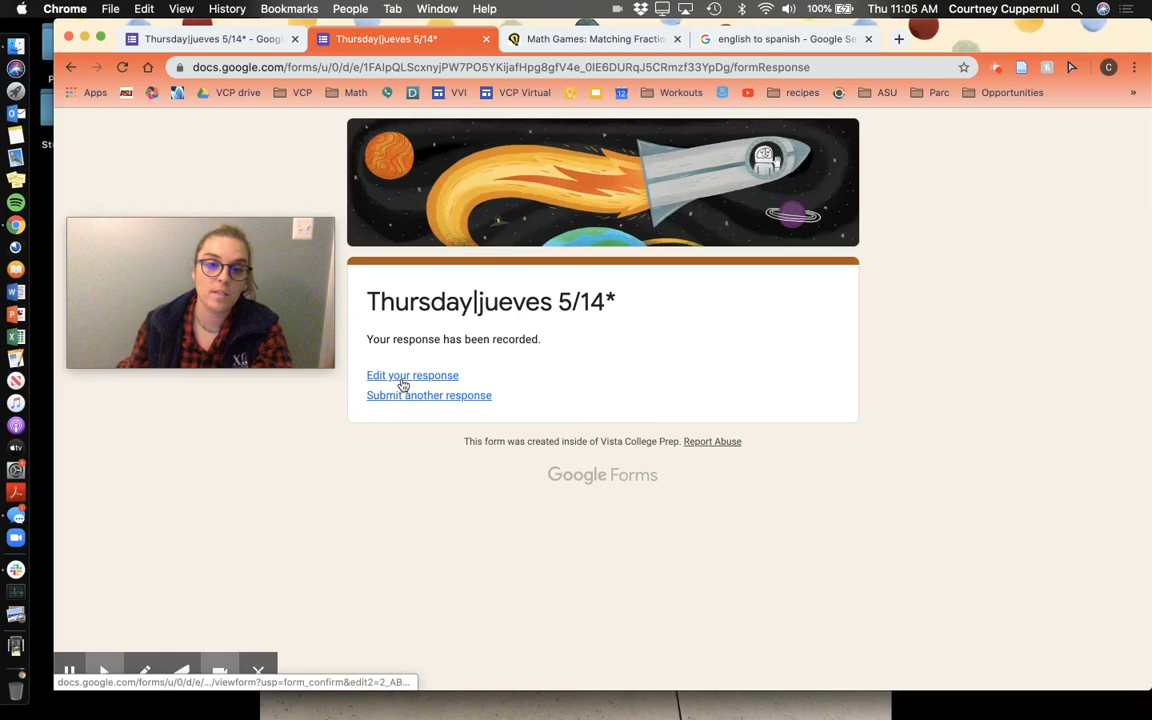 Chrome File Edit View History Bookmarks People Tab Window Help 100% Thu 11:05 AM Courtney Cuppernull
Thursday|jueves 5/14* - Goog
Thursday|jueves 5/14*
Math Games: Matching Fractio
english to spanish - Google Se
docs.google.com/forms/u/0/d/e/1FAIpQLScxnyjPW7PO5YKijafHpg8gfV4e_0IE6DURqJ5CRmzf33YpDg/formResponse
C
Apps ASU VCP drive VCP Math VVI VCP Virtual Workouts recipes ASU Parc Opportunities »
Thursday|jueves 5/14*
Your response has been recorded.
Edit your response
Submit another response
This form was created inside of Vista College Prep. Report Abuse
Google Forms
docs.google.com/forms/u/0/d/e/.../viewform?usp=form_confirm&edit2=2_AB...